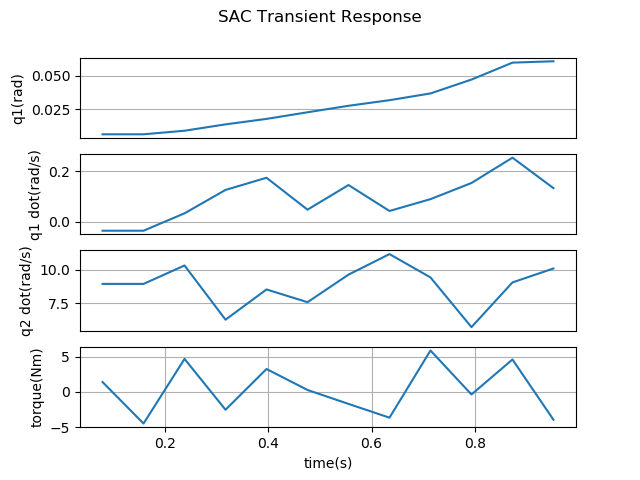 SAC Transient Response
q1(rad)
0.050
0.025
q1 dot(rad/s)
0.2
0.0
q2 dot(rad/s)
10.0
7.5
torque(Nm)
5
0
−5
0.2 0.4 0.6 0.8
time(s)